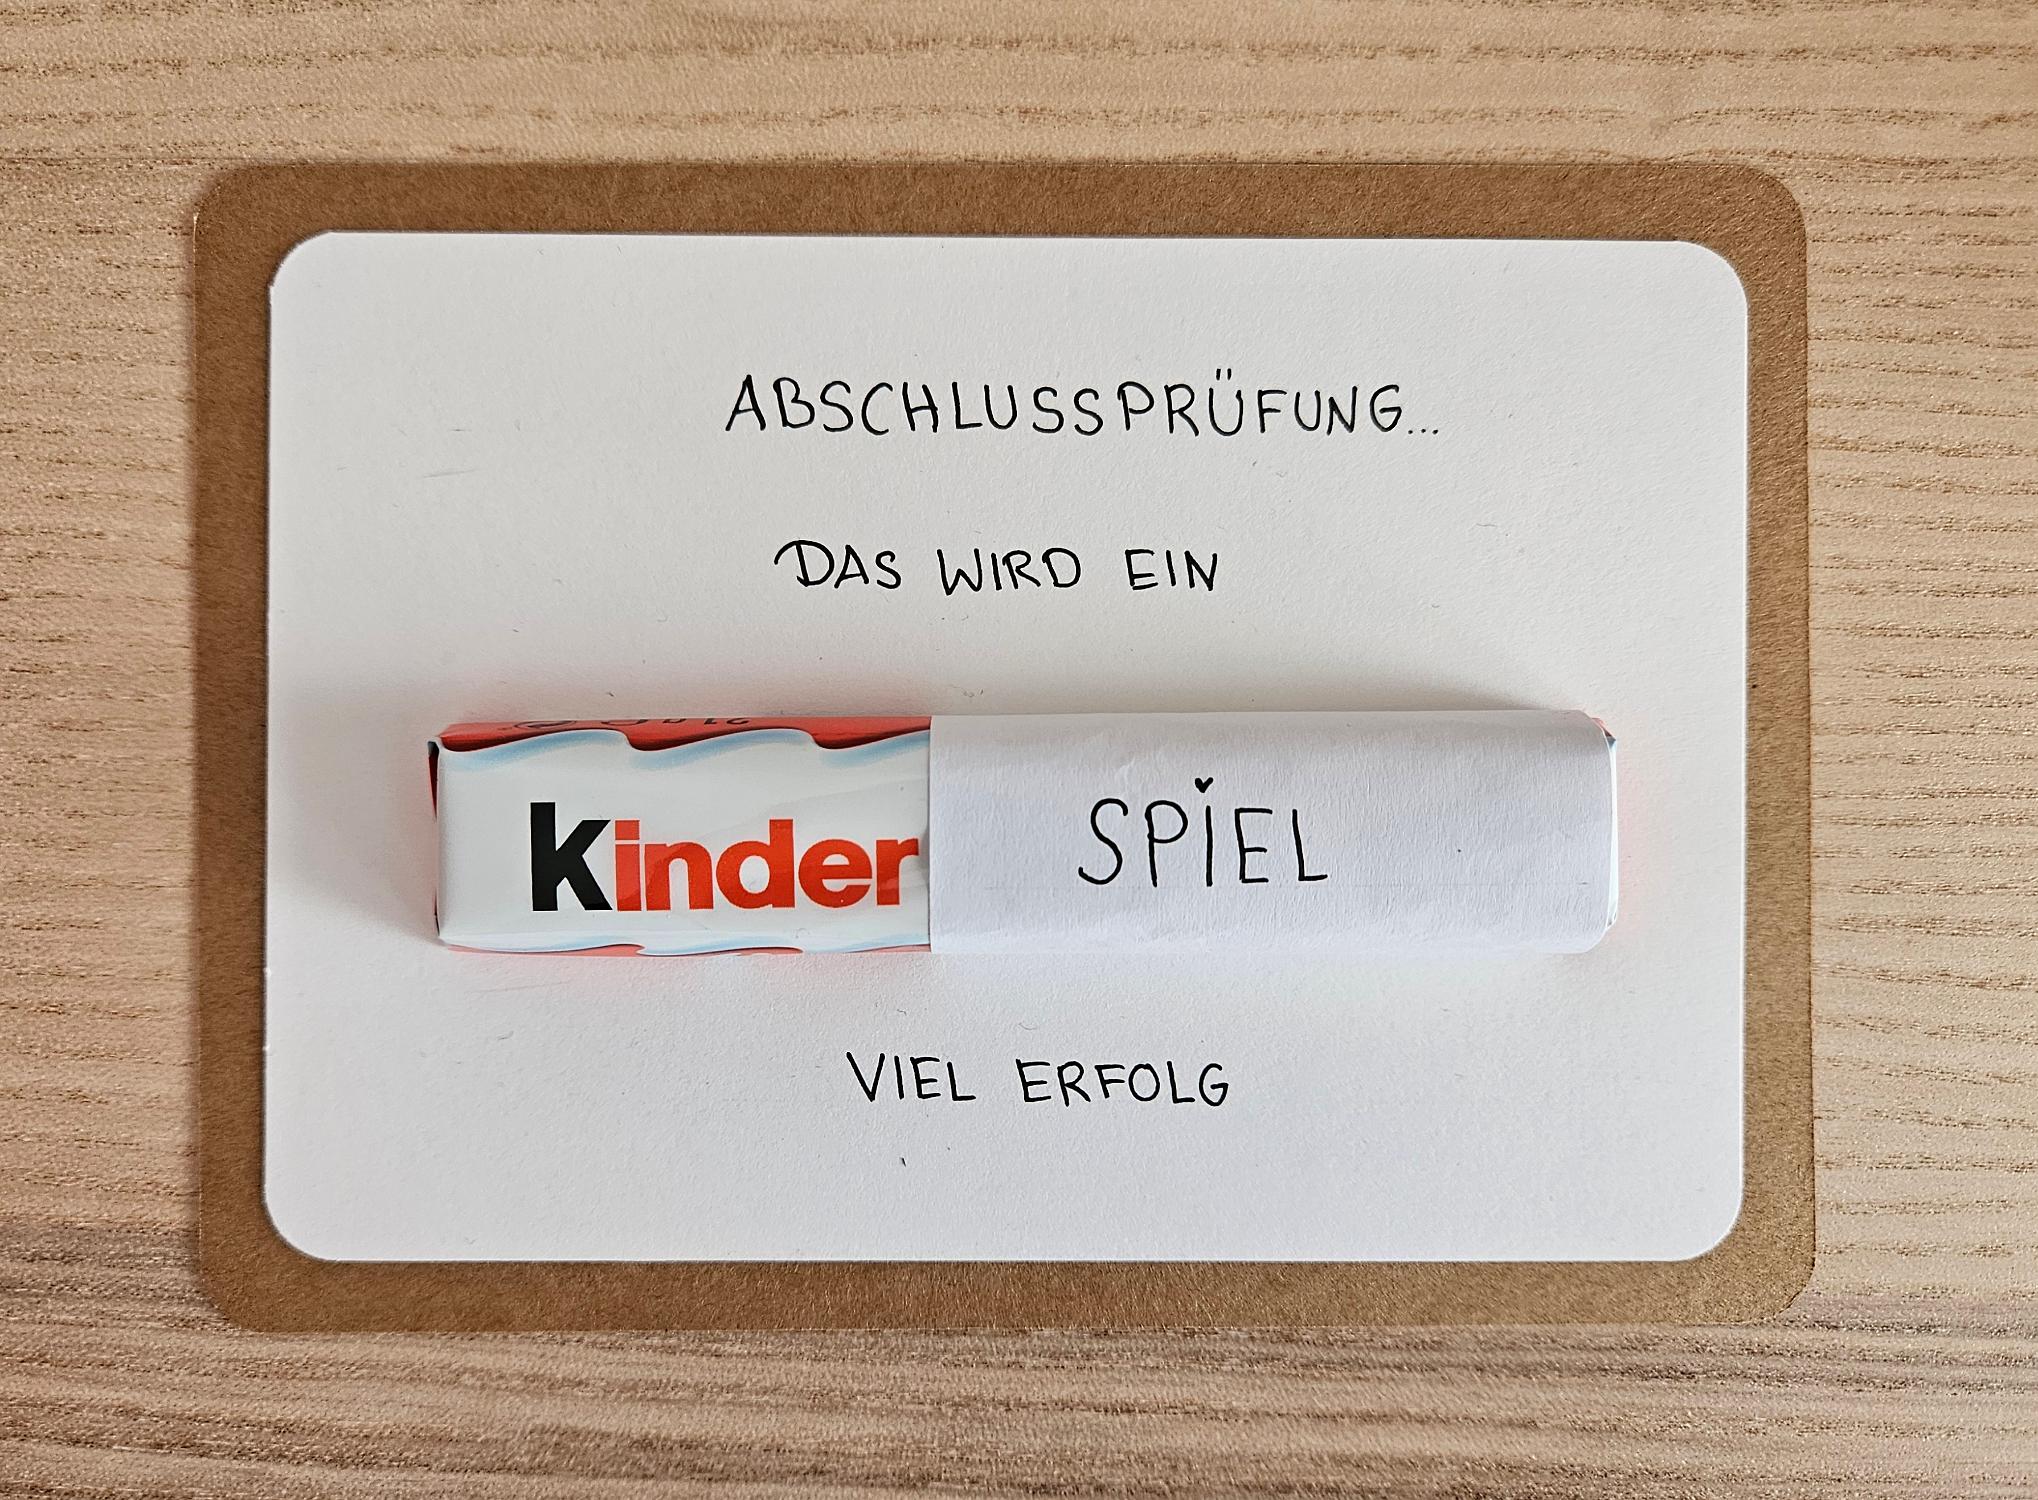 ABSCHLUSSPRÜFUNG...
DAS WIRD EIN
kinder SPIEL
VIEL ERFOLG